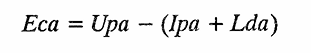 Eca = Upa − (Ipa + Lda)